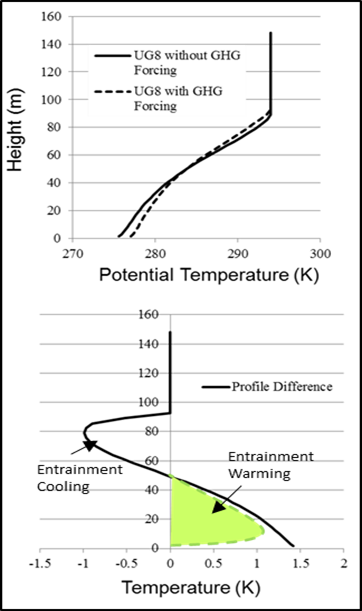 160
140
120
100
80
60
40
20
0
Height (m)
UG8 without GHG
Forcing
UG8 with GHG
Forcing
270
280
290
300
Potential Temperature (K)
160
140
120
100
80
60
40
20
0
Profile Difference
Entrainment
Cooling
Entrainment
Warming
-1.5
-1
-0.5
0
0.5
1
1.5
2
Temperature (K)